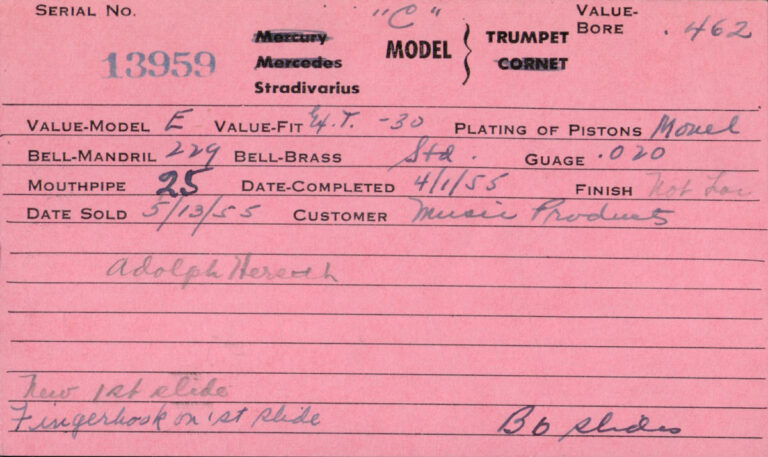 SERIAL NO. 13959
"C"
Mercury
Mercedes
Stradivarius
MODEL
TRUMPET
CORNET
VALUE-BORE .462
VALUE-MODEL E VALUE-FIT -30 PLATING OF PISTONS Monel
BELL-MANDRIL 229 BELL-BRASS Std. GUAGE .020
MOUTHPIPE 25 DATE-COMPLETED 4/1/55 FINISH Not Lac
DATE SOLD 5/13/55 CUSTOMER Music Products
Adolph
New 1st slide
Fingerhook on 1st slide
slides